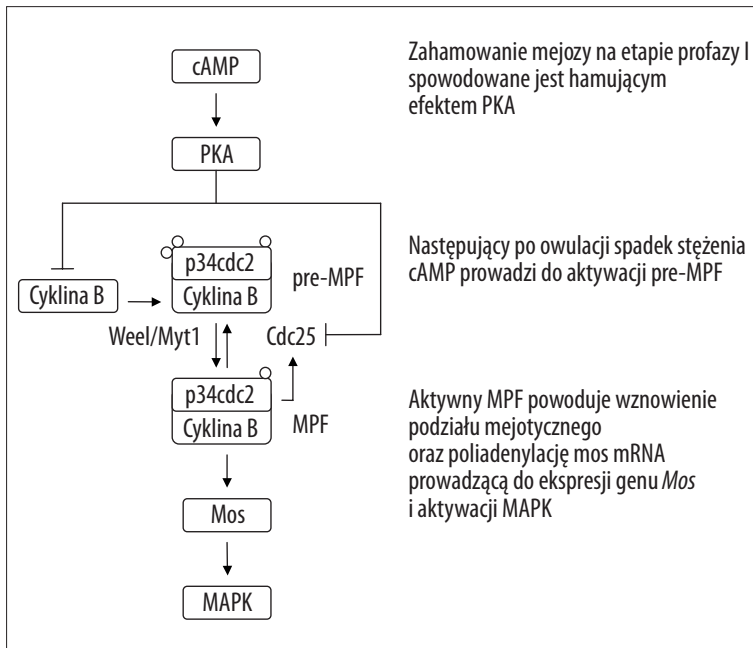 cAMP
Zahamowanie mejozy na etapie profazy I
spowodowane jest hamującym
efektem PKA
PKA
p34cdc2
Cyklina B
pre-MPF
Następujący po owulacji spadek stężenia
cAMP prowadzi do aktywacji pre-MPF
Cyklina B
Weel/Myt1
Cdc25
p34cdc2
Cyklina B
MPF
Aktywny MPF powoduje wznowienie
podziału mejotycznego
oraz poliadenylację mos mRNA
prowadzącą do ekspresji genu Mos
i aktywacji MAPK
Mos
MAPK